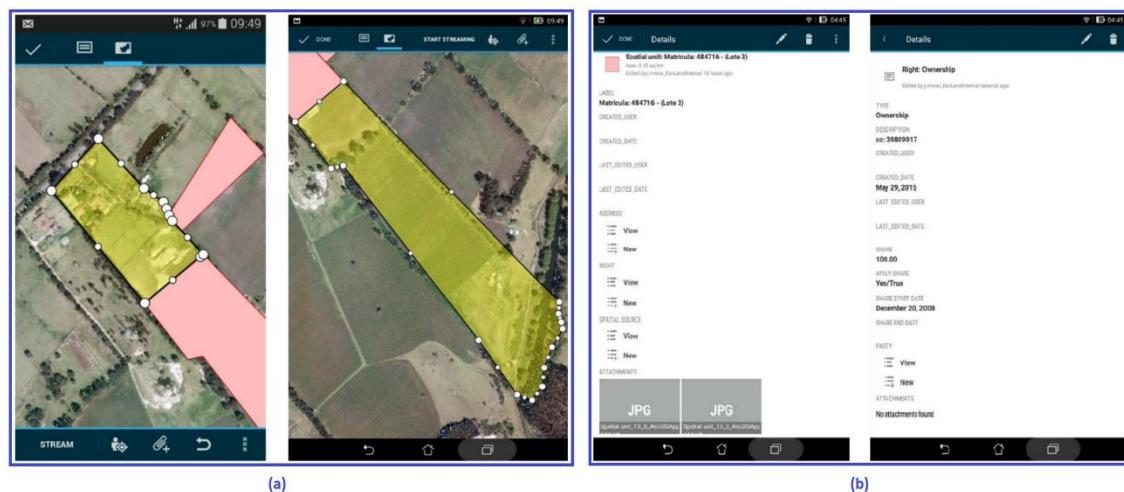 97% 09:49
09:49
DONE START STREAMING
STREAM
(a)
04:45
DONE Details
Spatial unit: Matricula: 484716 - (Lote 3)
LABEL
Matricula: 484716 - (Lote 3)
CREATED_USER
CREATED_DATE
LAST_EDITED_USER
LAST_EDITED_DATE
ADDRESS
View
New
RIGHT
View
New
SPATIAL SOURCE
View
New
ATTACHMENTS
JPG JPG
04:45
Details
Right: Ownership
TYPE
Ownership
DESCRIPTION
cc: 39809917
CREATED_USER
CREATED_DATE
May 29, 2015
LAST_EDITED_USER
LAST_EDITED_DATE
SHARE
100.00
APPLY SHARE
Yes/True
SHARE START DATE
December 20, 2008
SHARE END DATE
PARTY
View
New
ATTACHMENTS
No attachments found
(b)